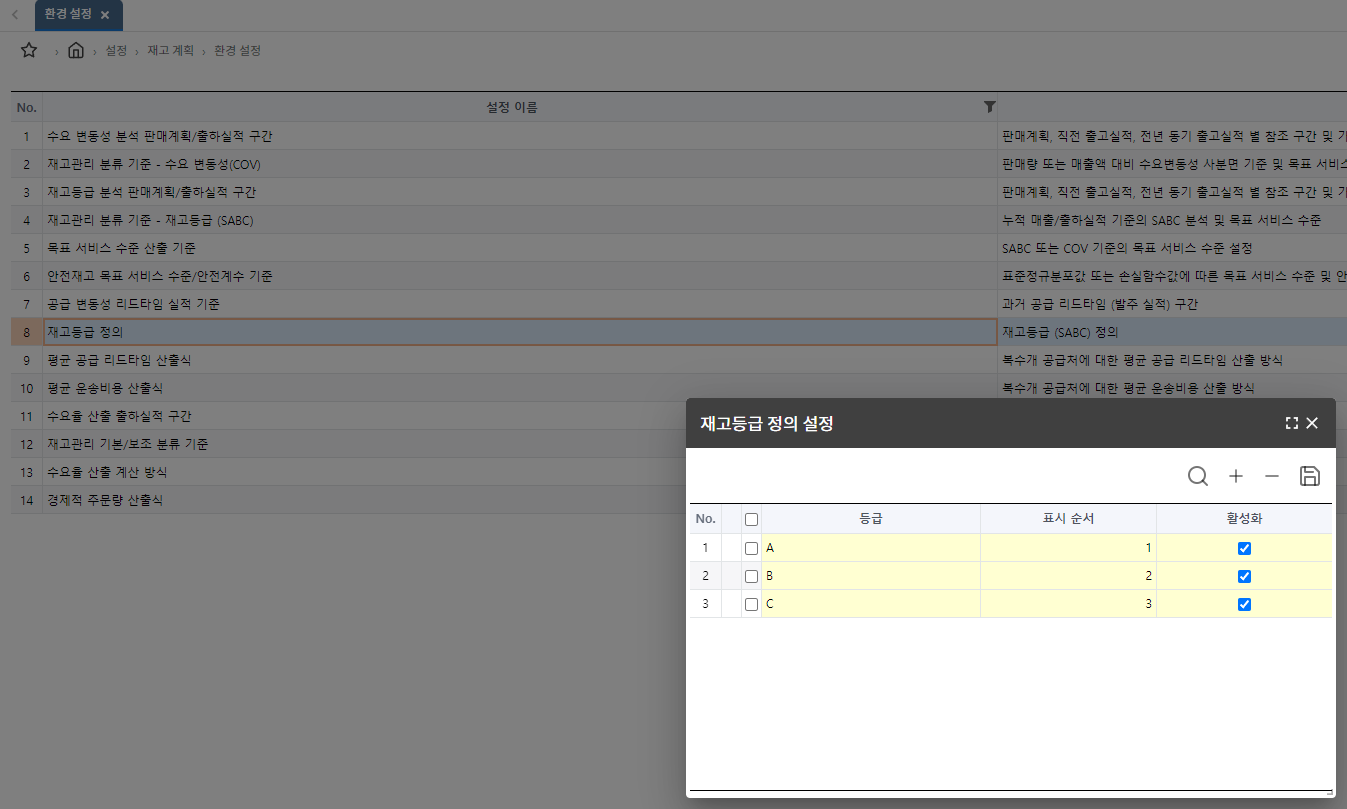 환경 설정
설정 › 재고 계획 › 환경 설정
No. 설정 이름
1 수요 변동성 분석 판매계획/출하실적 구간 판매계획, 직전 출고실적, 전년 동기 출고실적 별 참조 구간 및
2 재고관리 분류 기준 - 수요 변동성(COV) 판매량 또는 매출액 대비 수요변동성 사분면 기준 및 목표 서비스
3 재고등급 분석 판매계획/출하실적 구간 판매계획, 직전 출고실적, 전년 동기 출고실적 별 참조 구간 및
4 재고관리 분류 기준 - 재고등급 (SABC) 누적 매출/출하실적 기준의 SABC 분석 및 목표 서비스 수준
5 목표 서비스 수준 산출 기준 SABC 또는 COV 기준의 목표 서비스 수준 설정
6 안전재고 목표 서비스 수준/안전계수 기준 표준정규분포값 또는 손실함수값에 따른 목표 서비스 수준 및 안
7 공급 변동성 리드타임 실적 기준 과거 공급 리드타임 (발주 실적) 구간
8 재고등급 정의 재고등급 (SABC) 정의
9 평균 공급 리드타임 산출식 복수개 공급처에 대한 평균 공급 리드타임 산출 방식
10 평균 운송비용 산출식 복수개 공급처에 대한 평균 운송비용 산출 방식
11 수요율 산출 출하실적 구간
12 재고관리 기본/보조 분류 기준
13 수요율 산출 계산 방식
14 경제적 주문량 산출식
재고등급 정의 설정
No. 등급 표시 순서 활성화
1 A 1
2 B 2
3 C 3